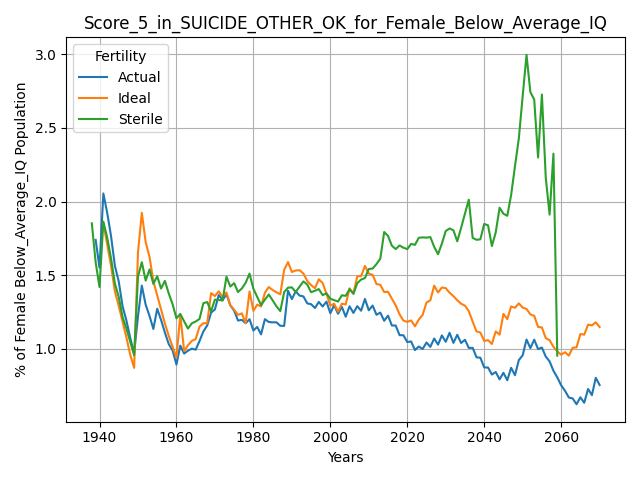 Score_5_in_SUICIDE_OTHER_OK_for_Female_Below_Average_IQ
% of Female Below_Average_IQ Population
3.0
2.5
2.0
1.5
1.0
Fertility
Actual
Ideal
Sterile
1940 1960 1980 2000 2020 2040 2060
Years